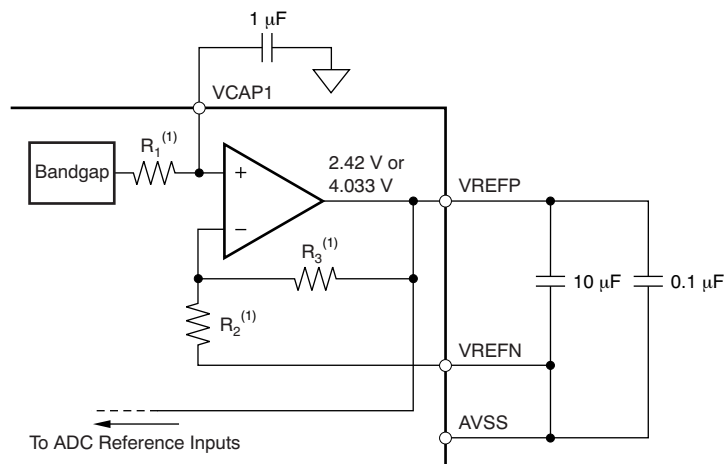 1 μF
VCAP1
R1(1)
Bandgap
+
2.42 V or
4.033 V
VREFP
−
R3(1)
10 μF
0.1 μF
R2(1)
VREFN
AVSS
To ADC Reference Inputs